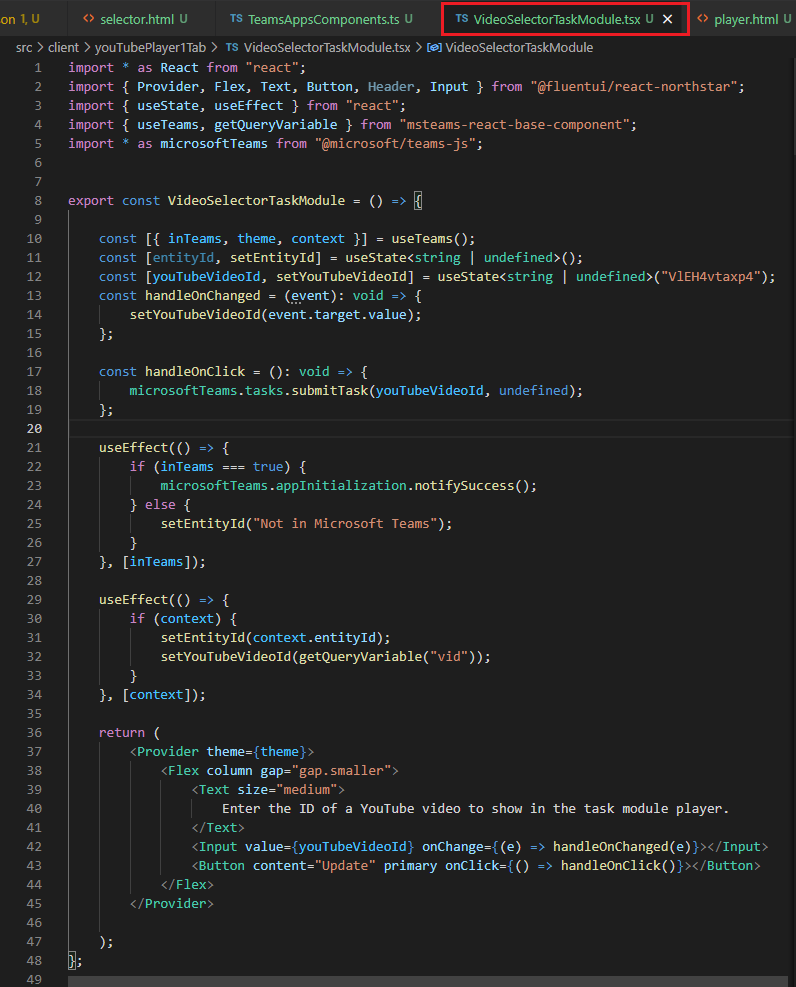 on 1, U <> selector.html U TS TeamsAppsComponents.ts U TS VideoSelectorTaskModule.tsx U × <> player.html U
src > client > youTubePlayer1Tab > TS VideoSelectorTaskModule.tsx > VideoSelectorTaskModule
1 import * as React from "react";
2 import { Provider, Flex, Text, Button, Header, Input } from "@fluentui/react-northstar";
3 import { useState, useEffect } from "react";
4 import { useTeams, getQueryVariable } from "msteams-react-base-component";
5 import * as microsoftTeams from "@microsoft/teams-js";
6
7
8 export const VideoSelectorTaskModule = () => {
9
10 const [{ inTeams, theme, context }] = useTeams();
11 const [entityId, setEntityId] = useState<string | undefined>();
12 const [youTubeVideoId, setYouTubeVideoId] = useState<string | undefined>("VlEH4vtaxp4");
13 const handleOnChanged = (event): void => {
14 setYouTubeVideoId(event.target.value);
15 };
16
17 const handleOnClick = (): void => {
18 microsoftTeams.tasks.submitTask(youTubeVideoId, undefined);
19 };
20
21 useEffect(() => {
22 if (inTeams === true) {
23 microsoftTeams.appInitialization.notifySuccess();
24 } else {
25 setEntityId("Not in Microsoft Teams");
26 }
27 }, [inTeams]);
28
29 useEffect(() => {
30 if (context) {
31 setEntityId(context.entityId);
32 setYouTubeVideoId(getQueryVariable("vid"));
33 }
34 }, [context]);
35
36 return (
37 <Provider theme={theme}>
38 <Flex column gap="gap.smaller">
39 <Text size="medium">
40 Enter the ID of a YouTube video to show in the task module player.
41 </Text>
42 <Input value={youTubeVideoId} onChange={(e) => handleOnChanged(e)}></Input>
43 <Button content="Update" primary onClick={() => handleOnClick()}></Button>
44 </Flex>
45 </Provider>
46
47 );
48 };
49